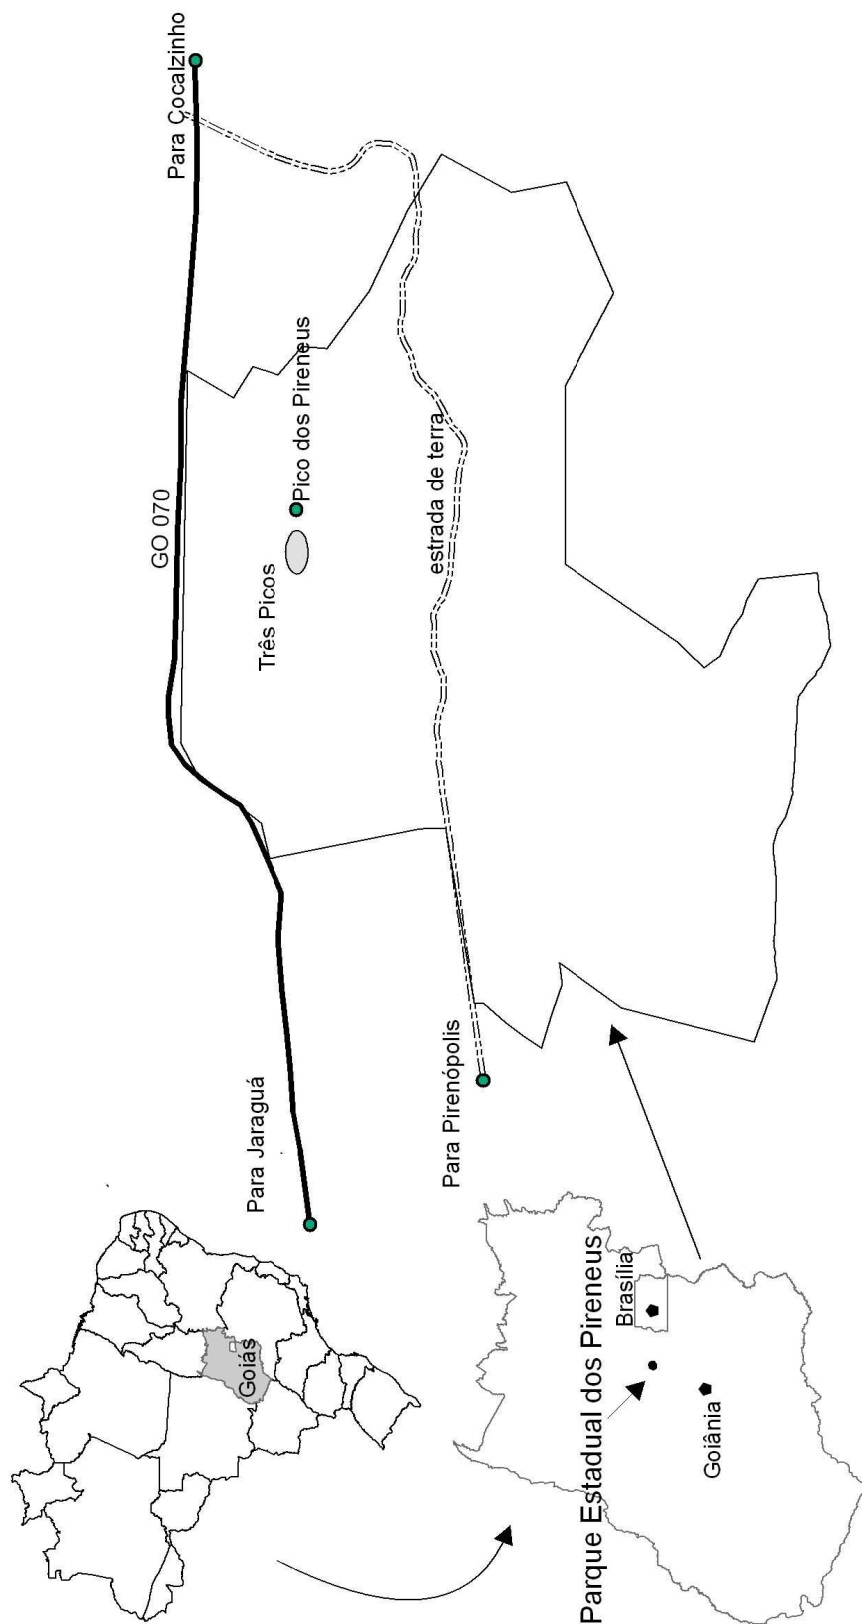 Para Cocalzinho
GO 070
Pico dos Pireneus
Três Picos
estrada de terra
Para Jaraguá
Para Pirenópolis
Goiás
Parque Estadual dos Pireneus
Brasília
Goiânia